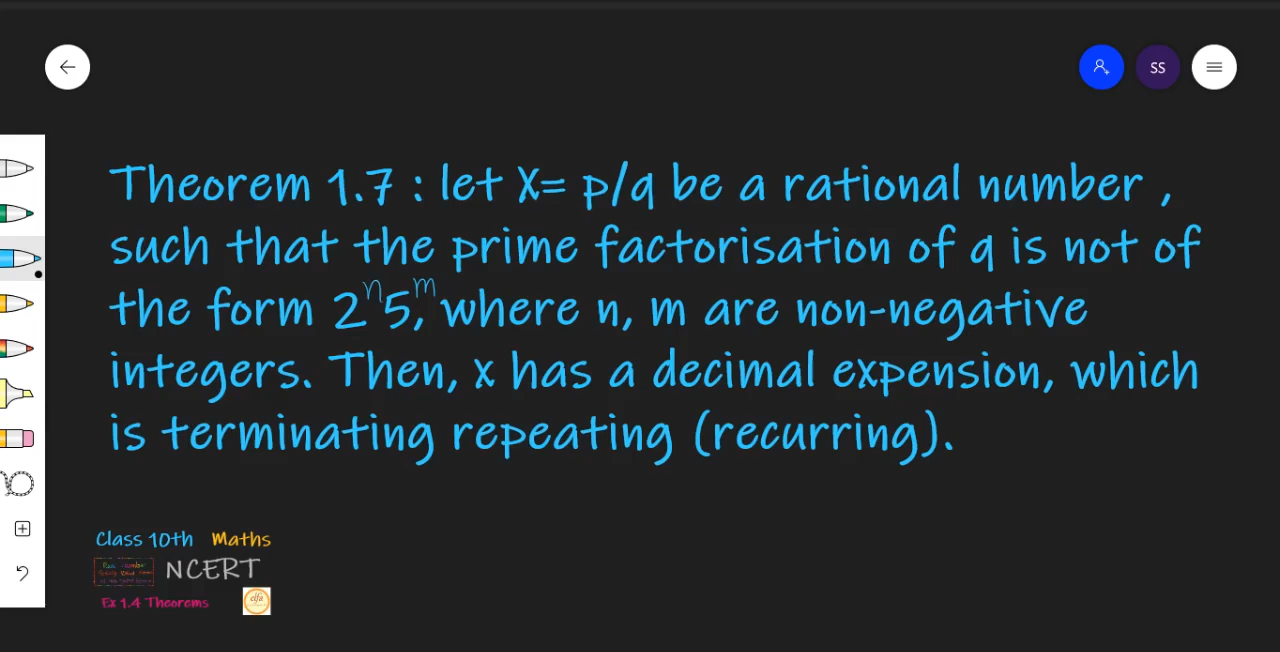 SS
Theorem 1.7 : let X= p/q be a rational number ,
such that the prime factorisation of q is not of
the form 2ⁿ5ᵐ, where n, m are non-negative
integers. Then, x has a decimal expension, which
is terminating repeating (recurring).
Class 10th Maths
NCERT
Ex 1.4 Theorems